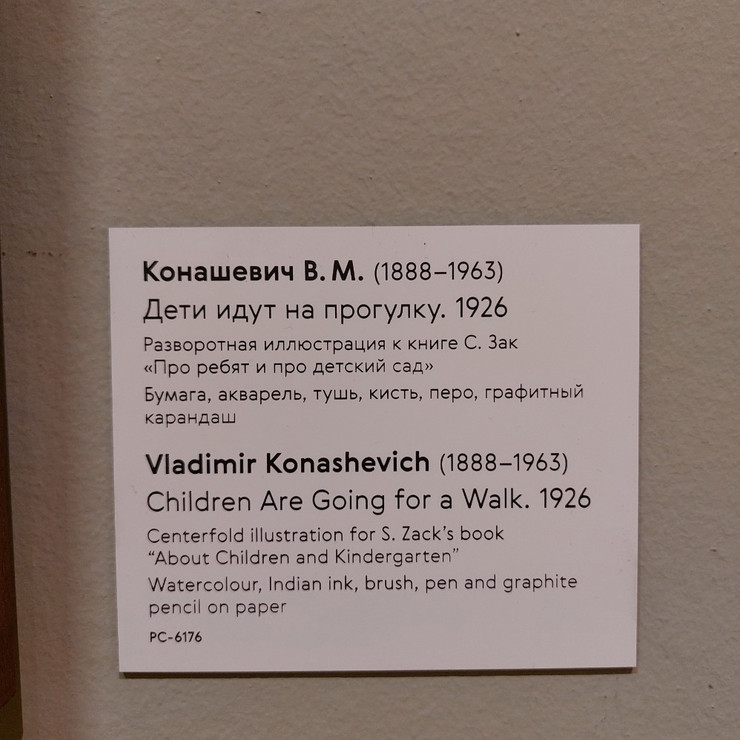 Конашевич В. М. (1888–1963)
Дети идут на прогулку. 1926
Разворотная иллюстрация к книге С. Зак
«Про ребят и про детский сад»
Бумага, акварель, тушь, кисть, перо, графитный
карандаш
Vladimir Konashevich (1888–1963)
Children Are Going for a Walk. 1926
Centerfold illustration for S. Zack's book
“About Children and Kindergarten”
Watercolour, Indian ink, brush, pen and graphite
pencil on paper
PC-6176